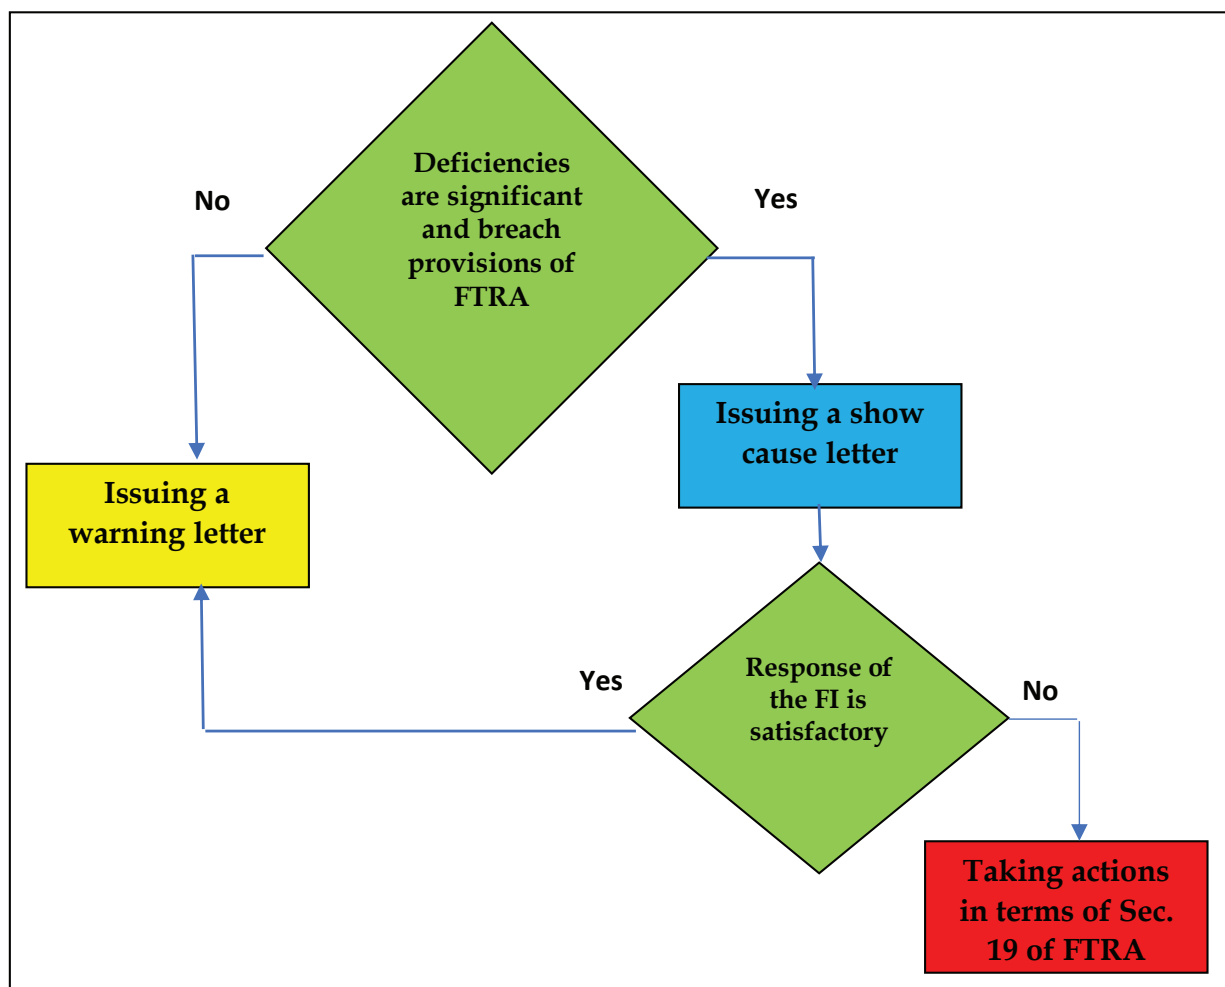 Deficiencies
are significant
and breach
provisions of
FTRA
No
Yes
Issuing a show
cause letter
Issuing a
warning letter
Response of
the FI is
satisfactory
Yes
No
Taking actions
in terms of Sec.
19 of FTRA